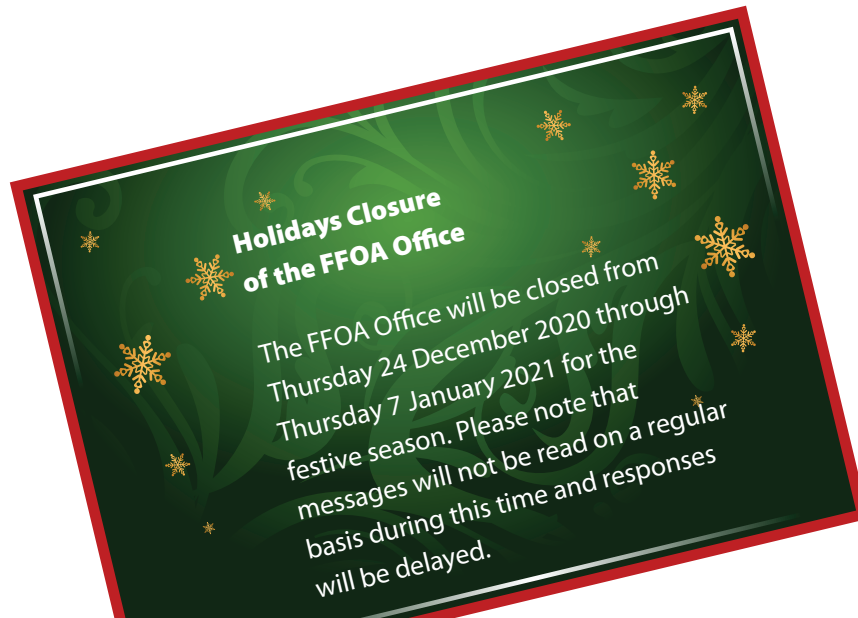 Holidays Closure
of the FFOA Office
The FFOA Office will be closed from
Thursday 24 December 2020 through
Thursday 7 January 2021 for the
festive season. Please note that
messages will not be read on a regular
basis during this time and responses
will be delayed.